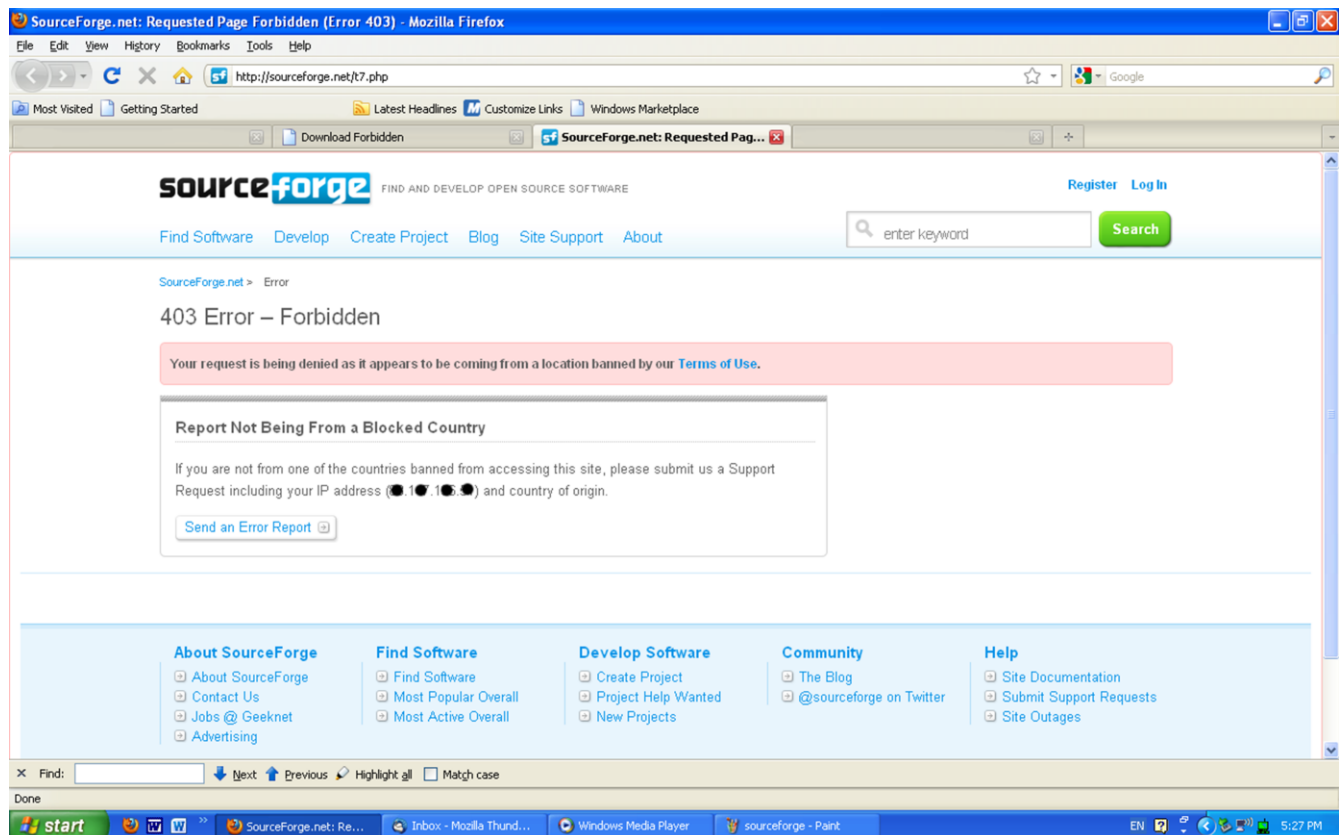 SourceForge.net: Requested Page Forbidden (Error 403) - Mozilla Firefox
File Edit View History Bookmarks Tools Help
sf http://sourceforge.net/t7.php Google
Most Visited Getting Started Latest Headlines Customize Links Windows Marketplace
Download Forbidden sf SourceForge.net: Requested Pag...
sourceforge FIND AND DEVELOP OPEN SOURCE SOFTWARE Register Log In
Find Software Develop Create Project Blog Site Support About enter keyword Search
SourceForge.net > Error
403 Error – Forbidden
Your request is being denied as it appears to be coming from a location banned by our Terms of Use.
Report Not Being From a Blocked Country
If you are not from one of the countries banned from accessing this site, please submit us a Support
Request including your IP address ( .1 .1 . ) and country of origin.
Send an Error Report
About SourceForge Find Software Develop Software Community Help
About SourceForge Find Software Create Project The Blog Site Documentation
Contact Us Most Popular Overall Project Help Wanted @sourceforge on Twitter Submit Support Requests
Jobs @ Geeknet Most Active Overall New Projects Site Outages
Advertising
Find: Next Previous Highlight all Match case
Done
start SourceForge.net: Re... Inbox - Mozilla Thund... Windows Media Player sourceforge - Paint EN 5:27 PM